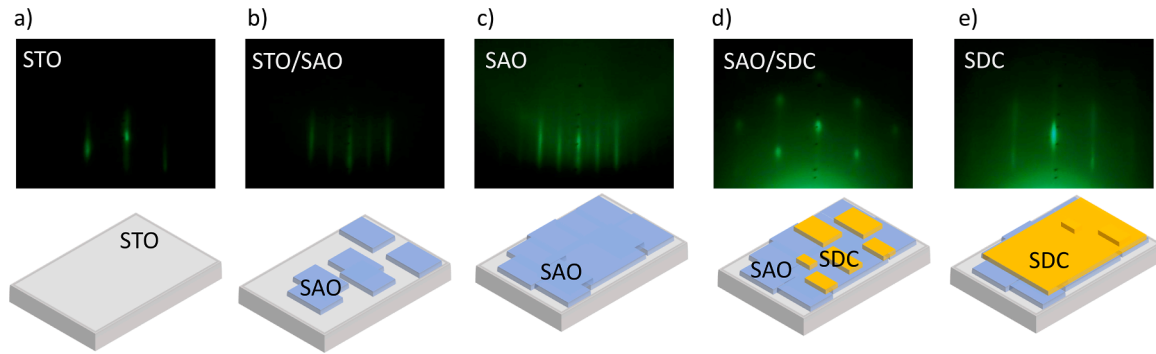 a)
b)
c)
d)
e)
STO
STO/SAO
SAO
SAO/SDC
SDC
STO
SAO
SAO
SAO
SDC
SDC